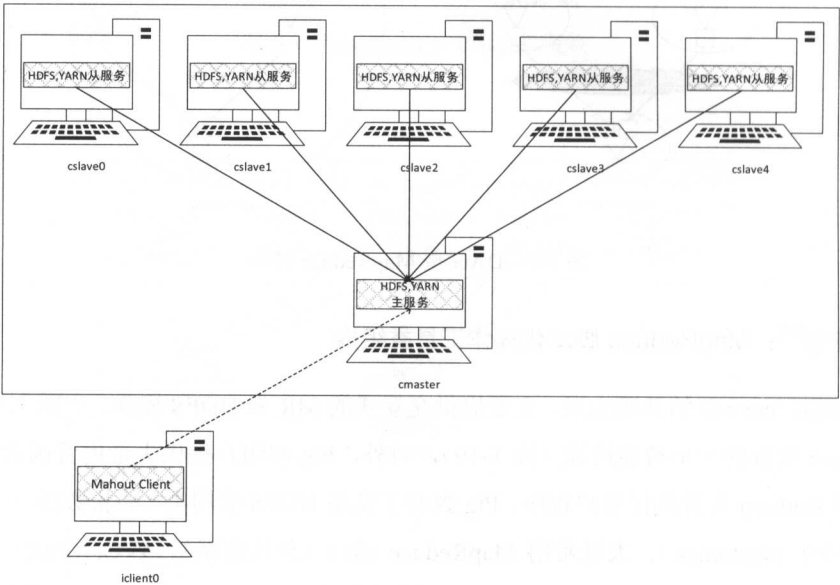 HDFS,YARN从服务
HDFS,YARN从服务
HDFS,YARN从服务
HDFS,YARN从服务
HDFS,YARN从服务
cslave0
cslave1
cslave2
cslave3
cslave4
HDFS,YARN
主服务
cmaster
Mahout Client
iclient0